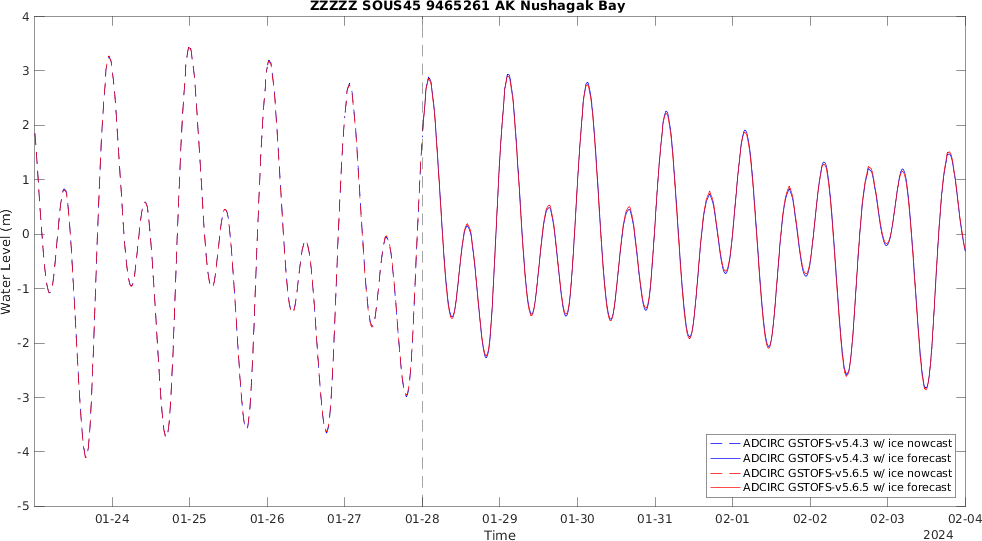 ZZZZZ SOUS45 9465261 AK Nushagak Bay
4
3
2
1
0
-1
-2
-3
-4
-5
Water Level (m)
ADCIRC GSTOFS-v5.4.3 w/ ice nowcast
ADCIRC GSTOFS-v5.4.3 w/ ice forecast
ADCIRC GSTOFS-v5.6.5 w/ ice nowcast
ADCIRC GSTOFS-v5.6.5 w/ ice forecast
01-24 01-25 01-26 01-27 01-28 01-29 01-30 01-31 02-01 02-02 02-03 02-04
Time
2024